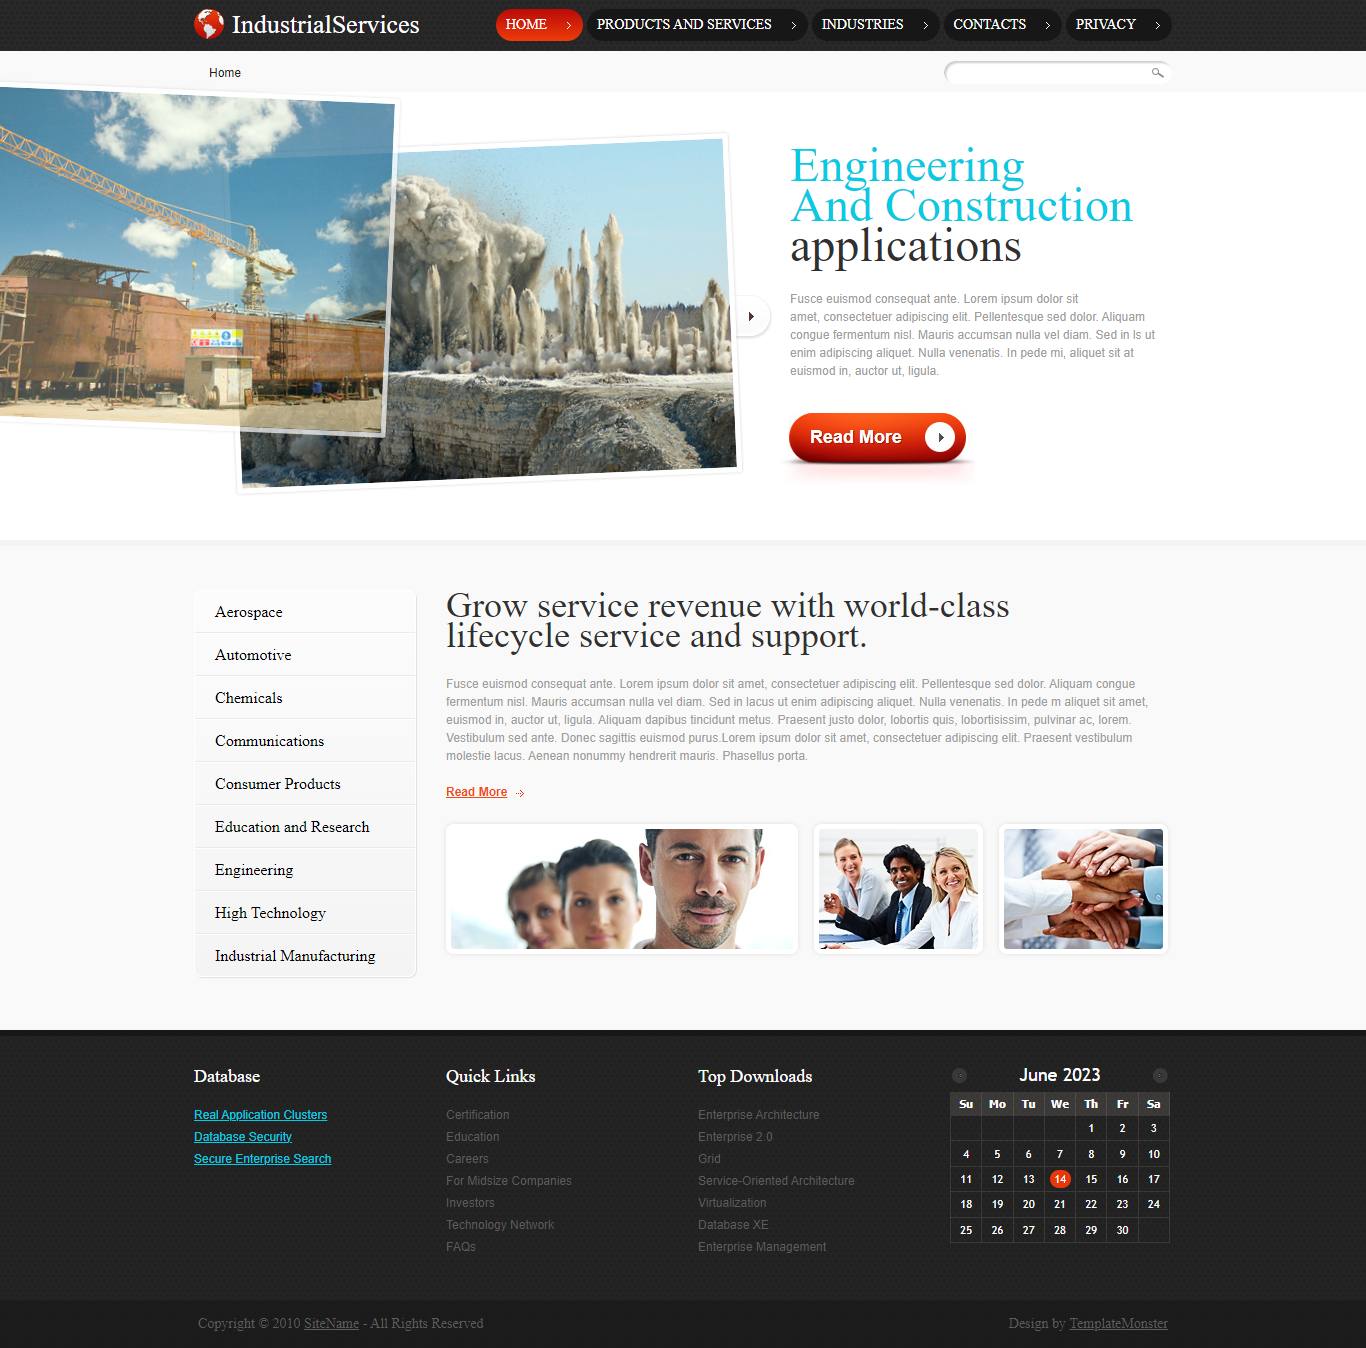 IndustrialServices
HOME
PRODUCTS AND SERVICES
INDUSTRIES
CONTACTS
PRIVACY
Home
Engineering
And Construction
applications
Fusce euismod consequat ante. Lorem ipsum dolor sit
amet, consectetuer adipiscing elit. Pellentesque sed dolor. Aliquam
congue fermentum nisl. Mauris accumsan nulla vel diam. Sed in ls ut
enim adipiscing aliquet. Nulla venenatis. In pede mi, aliquet sit at
euismod in, auctor ut, ligula.
Read More
Aerospace
Automotive
Chemicals
Communications
Consumer Products
Education and Research
Engineering
High Technology
Industrial Manufacturing
Grow service revenue with world-class
lifecycle service and support.
Fusce euismod consequat ante. Lorem ipsum dolor sit amet, consectetuer adipiscing elit. Pellentesque sed dolor. Aliquam congue
fermentum nisl. Mauris accumsan nulla vel diam. Sed in lacus ut enim adipiscing aliquet. Nulla venenatis. In pede m aliquet sit amet,
euismod in, auctor ut, ligula. Aliquam dapibus tincidunt metus. Praesent justo dolor, lobortis quis, lobortisissim, pulvinar ac, lorem.
Vestibulum sed ante. Donec sagittis euismod purus.Lorem ipsum dolor sit amet, consectetuer adipiscing elit. Praesent vestibulum
molestie lacus. Aenean nonummy hendrerit mauris. Phasellus porta.
Read More
Database
Real Application Clusters
Database Security
Secure Enterprise Search
Quick Links
Certification
Education
Careers
For Midsize Companies
Investors
Technology Network
FAQs
Top Downloads
Enterprise Architecture
Enterprise 2.0
Grid
Service-Oriented Architecture
Virtualization
Database XE
Enterprise Management
June 2023
Su Mo Tu We Th Fr Sa
1 2 3
4 5 6 7 8 9 10
11 12 13 14 15 16 17
18 19 20 21 22 23 24
25 26 27 28 29 30
Copyright © 2010 SiteName - All Rights Reserved
Design by TemplateMonster